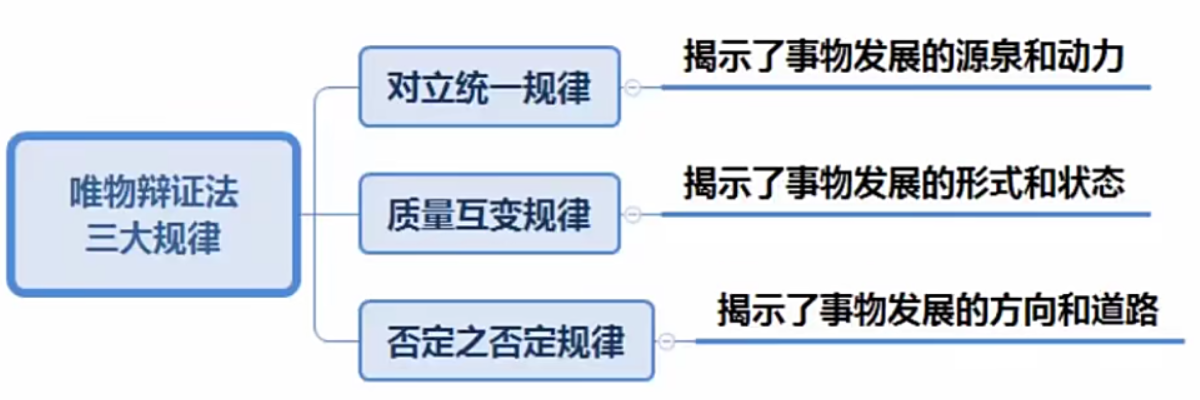 唯物辩证法
三大规律
对立统一规律
揭示了事物发展的源泉和动力
质量互变规律
揭示了事物发展的形式和状态
否定之否定规律
揭示了事物发展的方向和道路